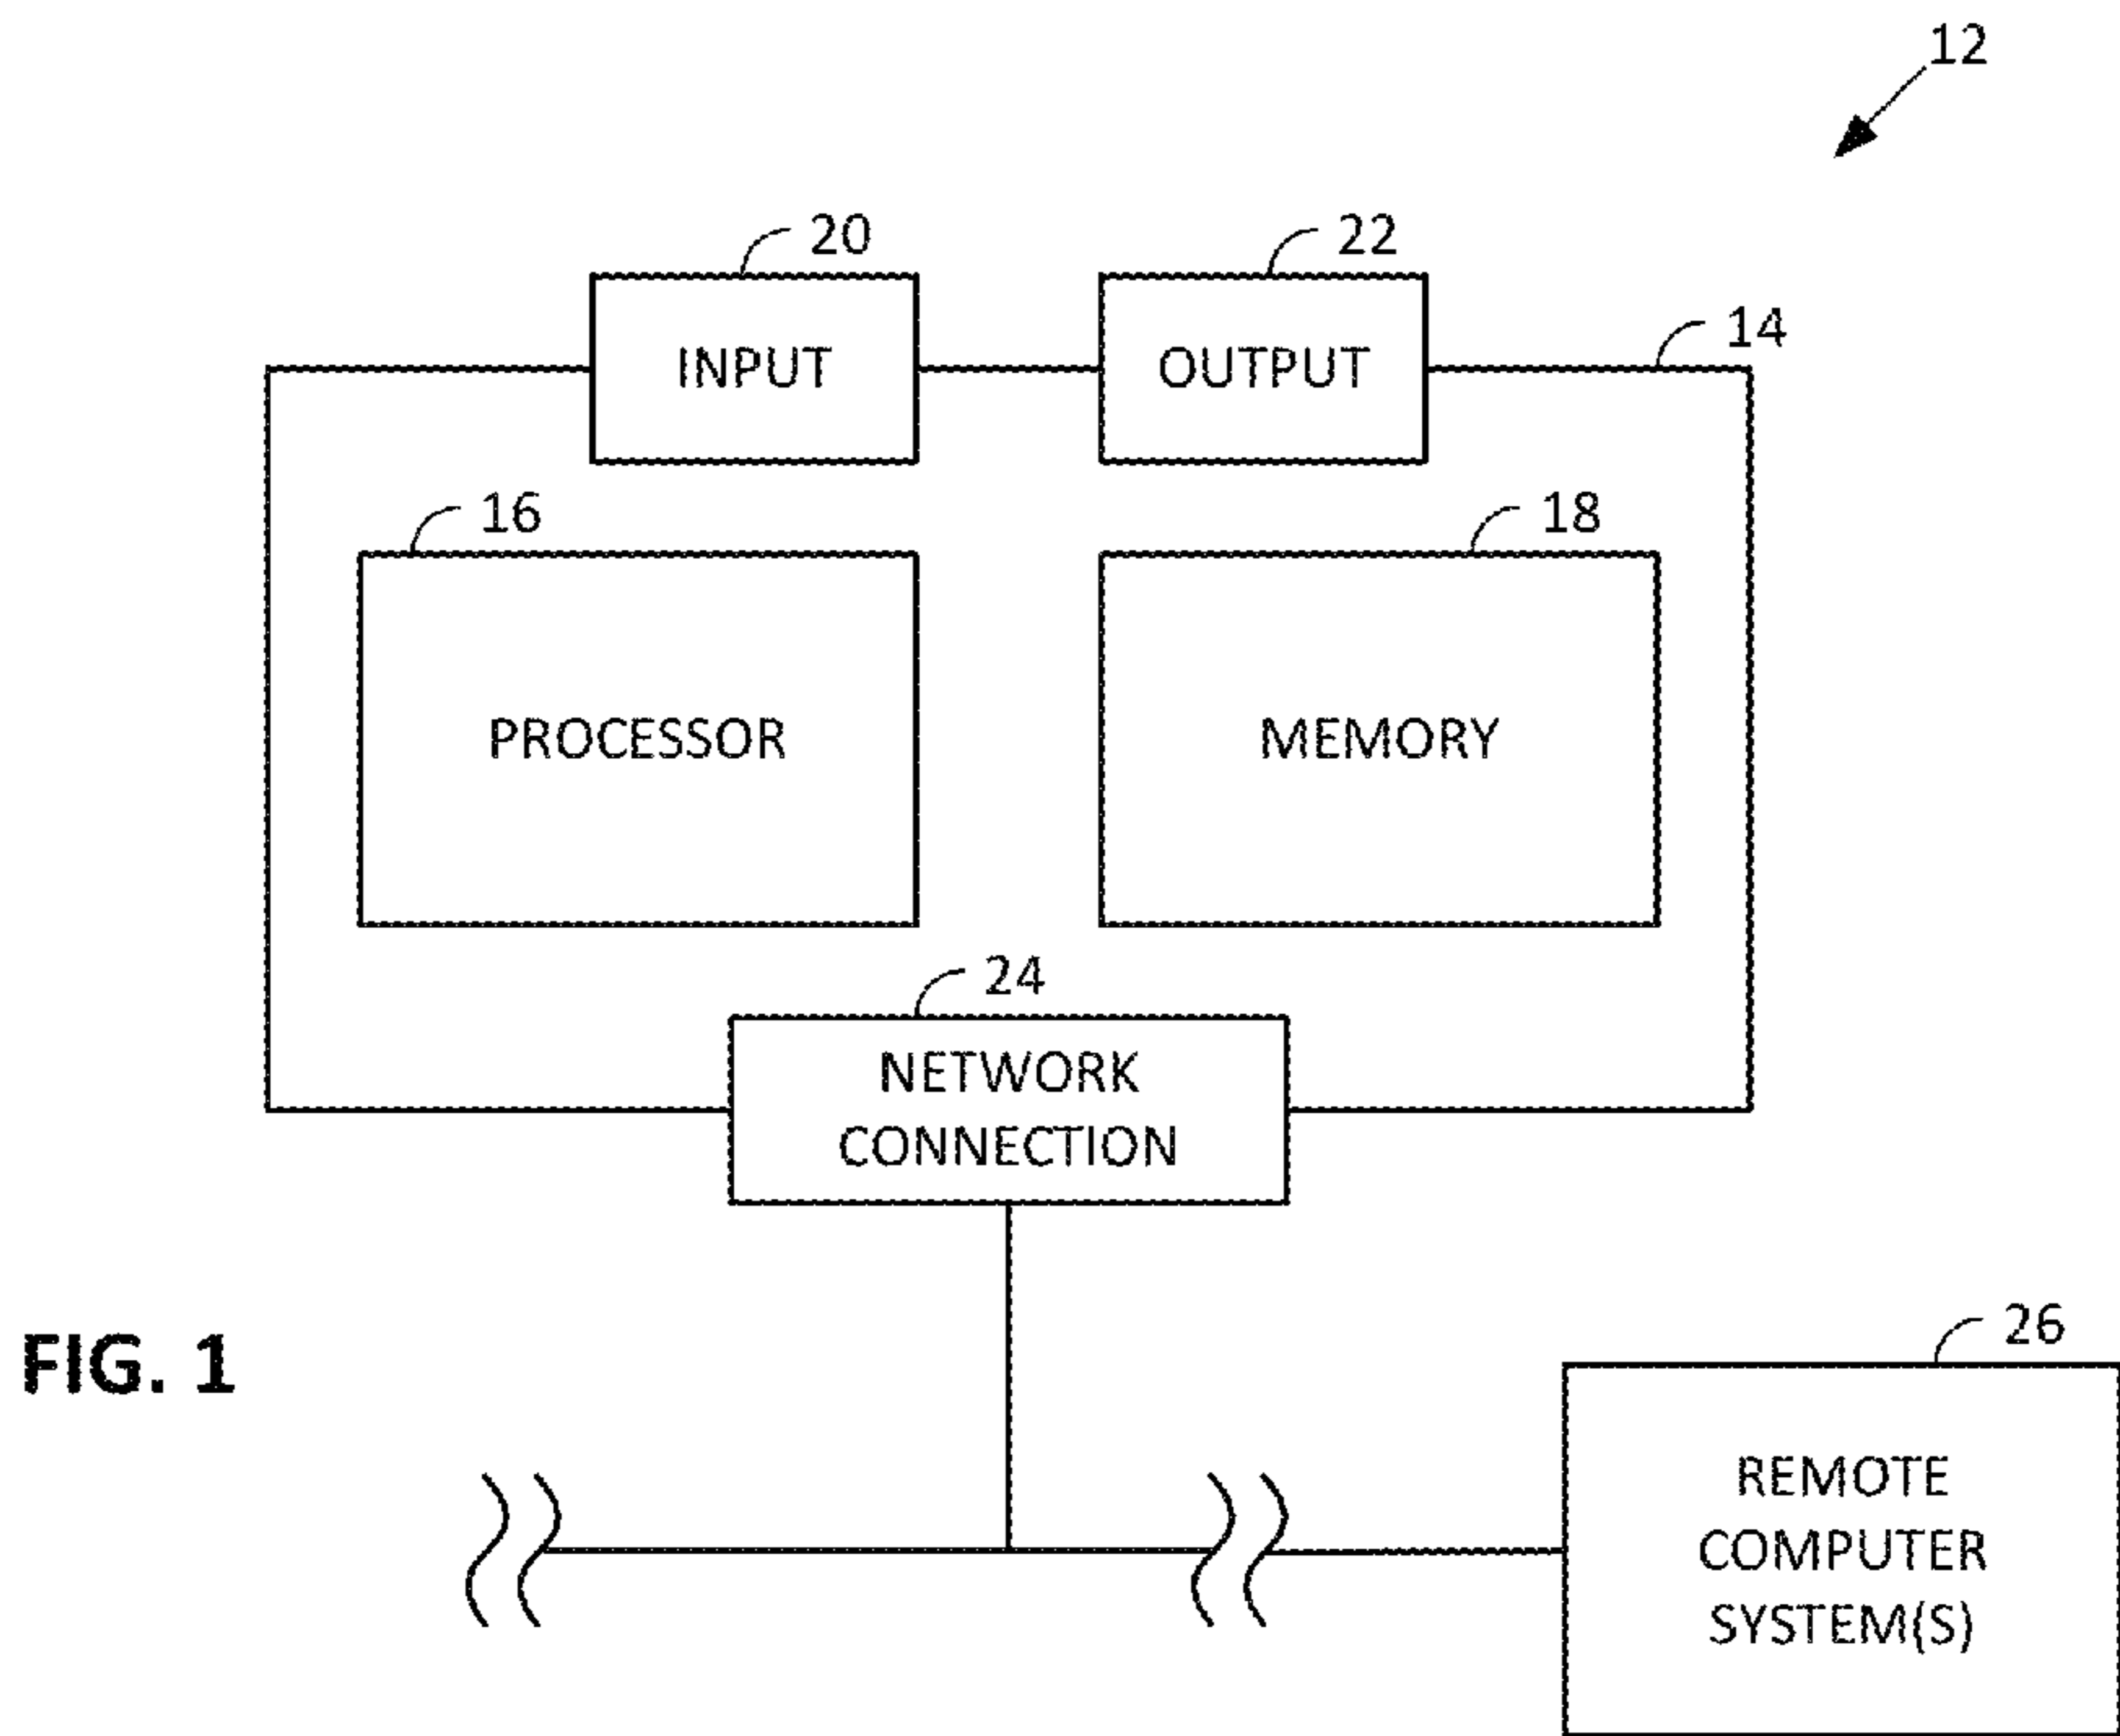 12
20
22
INPUT
OUTPUT
14
16
18
PROCESSOR
MEMORY
24
NETWORK
CONNECTION
FIG. 1
26
REMOTE
COMPUTER
SYSTEM(S)